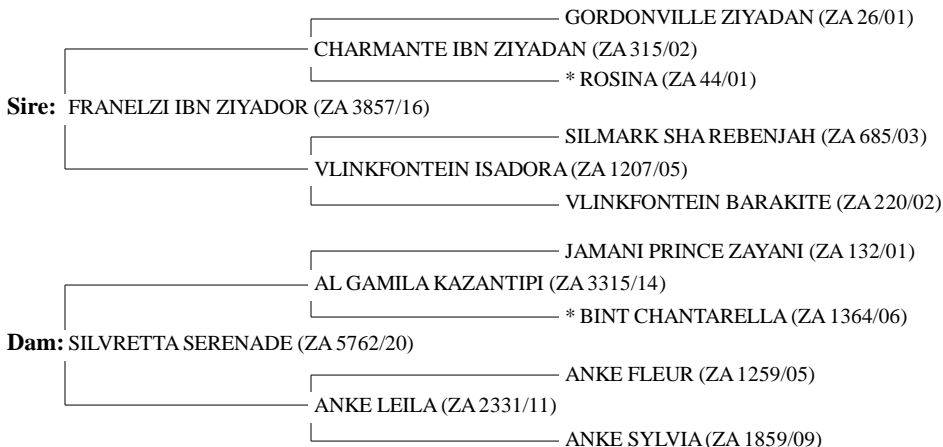 GORDONVILLE ZIYADAN (ZA 26/01)
CHARMANTE IBN ZIYADAN (ZA 315/02)
* ROSINA (ZA 44/01)
Sire: FRANELZI IBN ZIYADOR (ZA 3857/16)
SILMARK SHA REBENJAH (ZA 685/03)
VLINKFONTEIN ISADORA (ZA 1207/05)
VLINKFONTEIN BARAKITE (ZA 220/02)
JAMANI PRINCE ZAYANI (ZA 132/01)
AL GAMILA KAZANTIPI (ZA 3315/14)
* BINT CHANTARELLA (ZA 1364/06)
Dam: SILVRETTA SERENADE (ZA 5762/20)
ANKE FLEUR (ZA 1259/05)
ANKE LEILA (ZA 2331/11)
ANKE SYLVIA (ZA 1859/09)